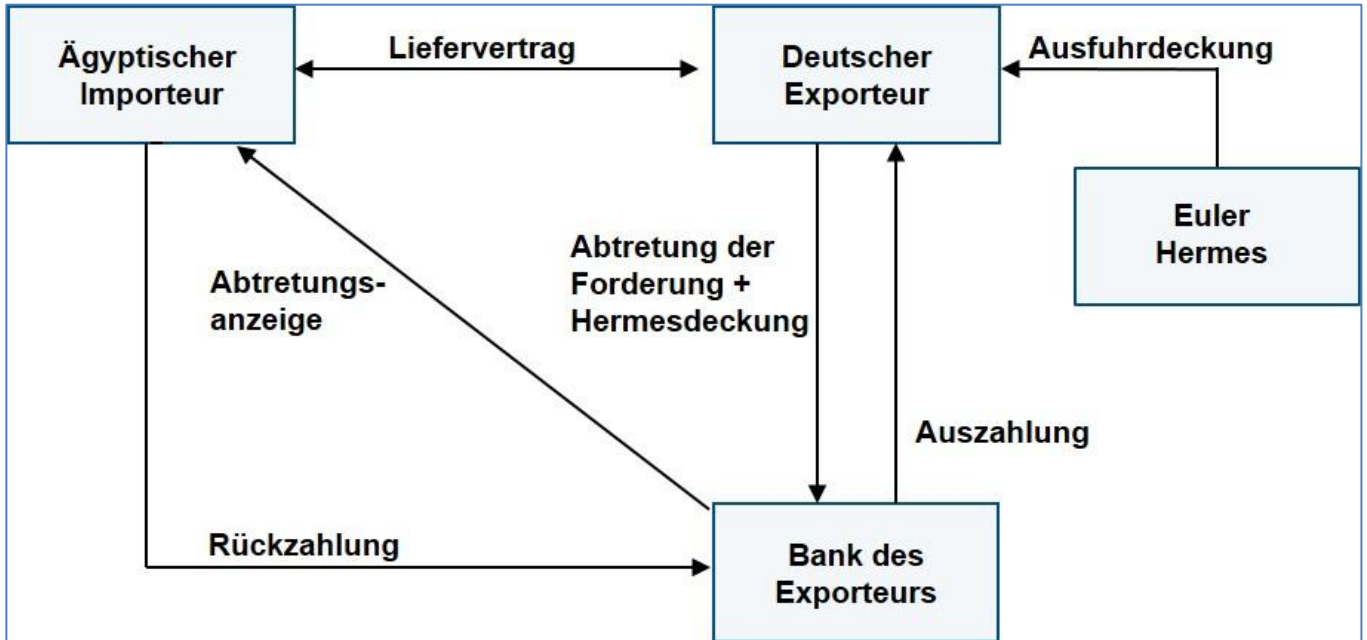 Ägyptischer
Importeur
Liefervertrag
Deutscher
Exporteur
Ausfuhrdeckung
Euler
Hermes
Abtretungs-
anzeige
Abtretung der
Forderung +
Hermesdeckung
Auszahlung
Rückzahlung
Bank des
Exporteurs